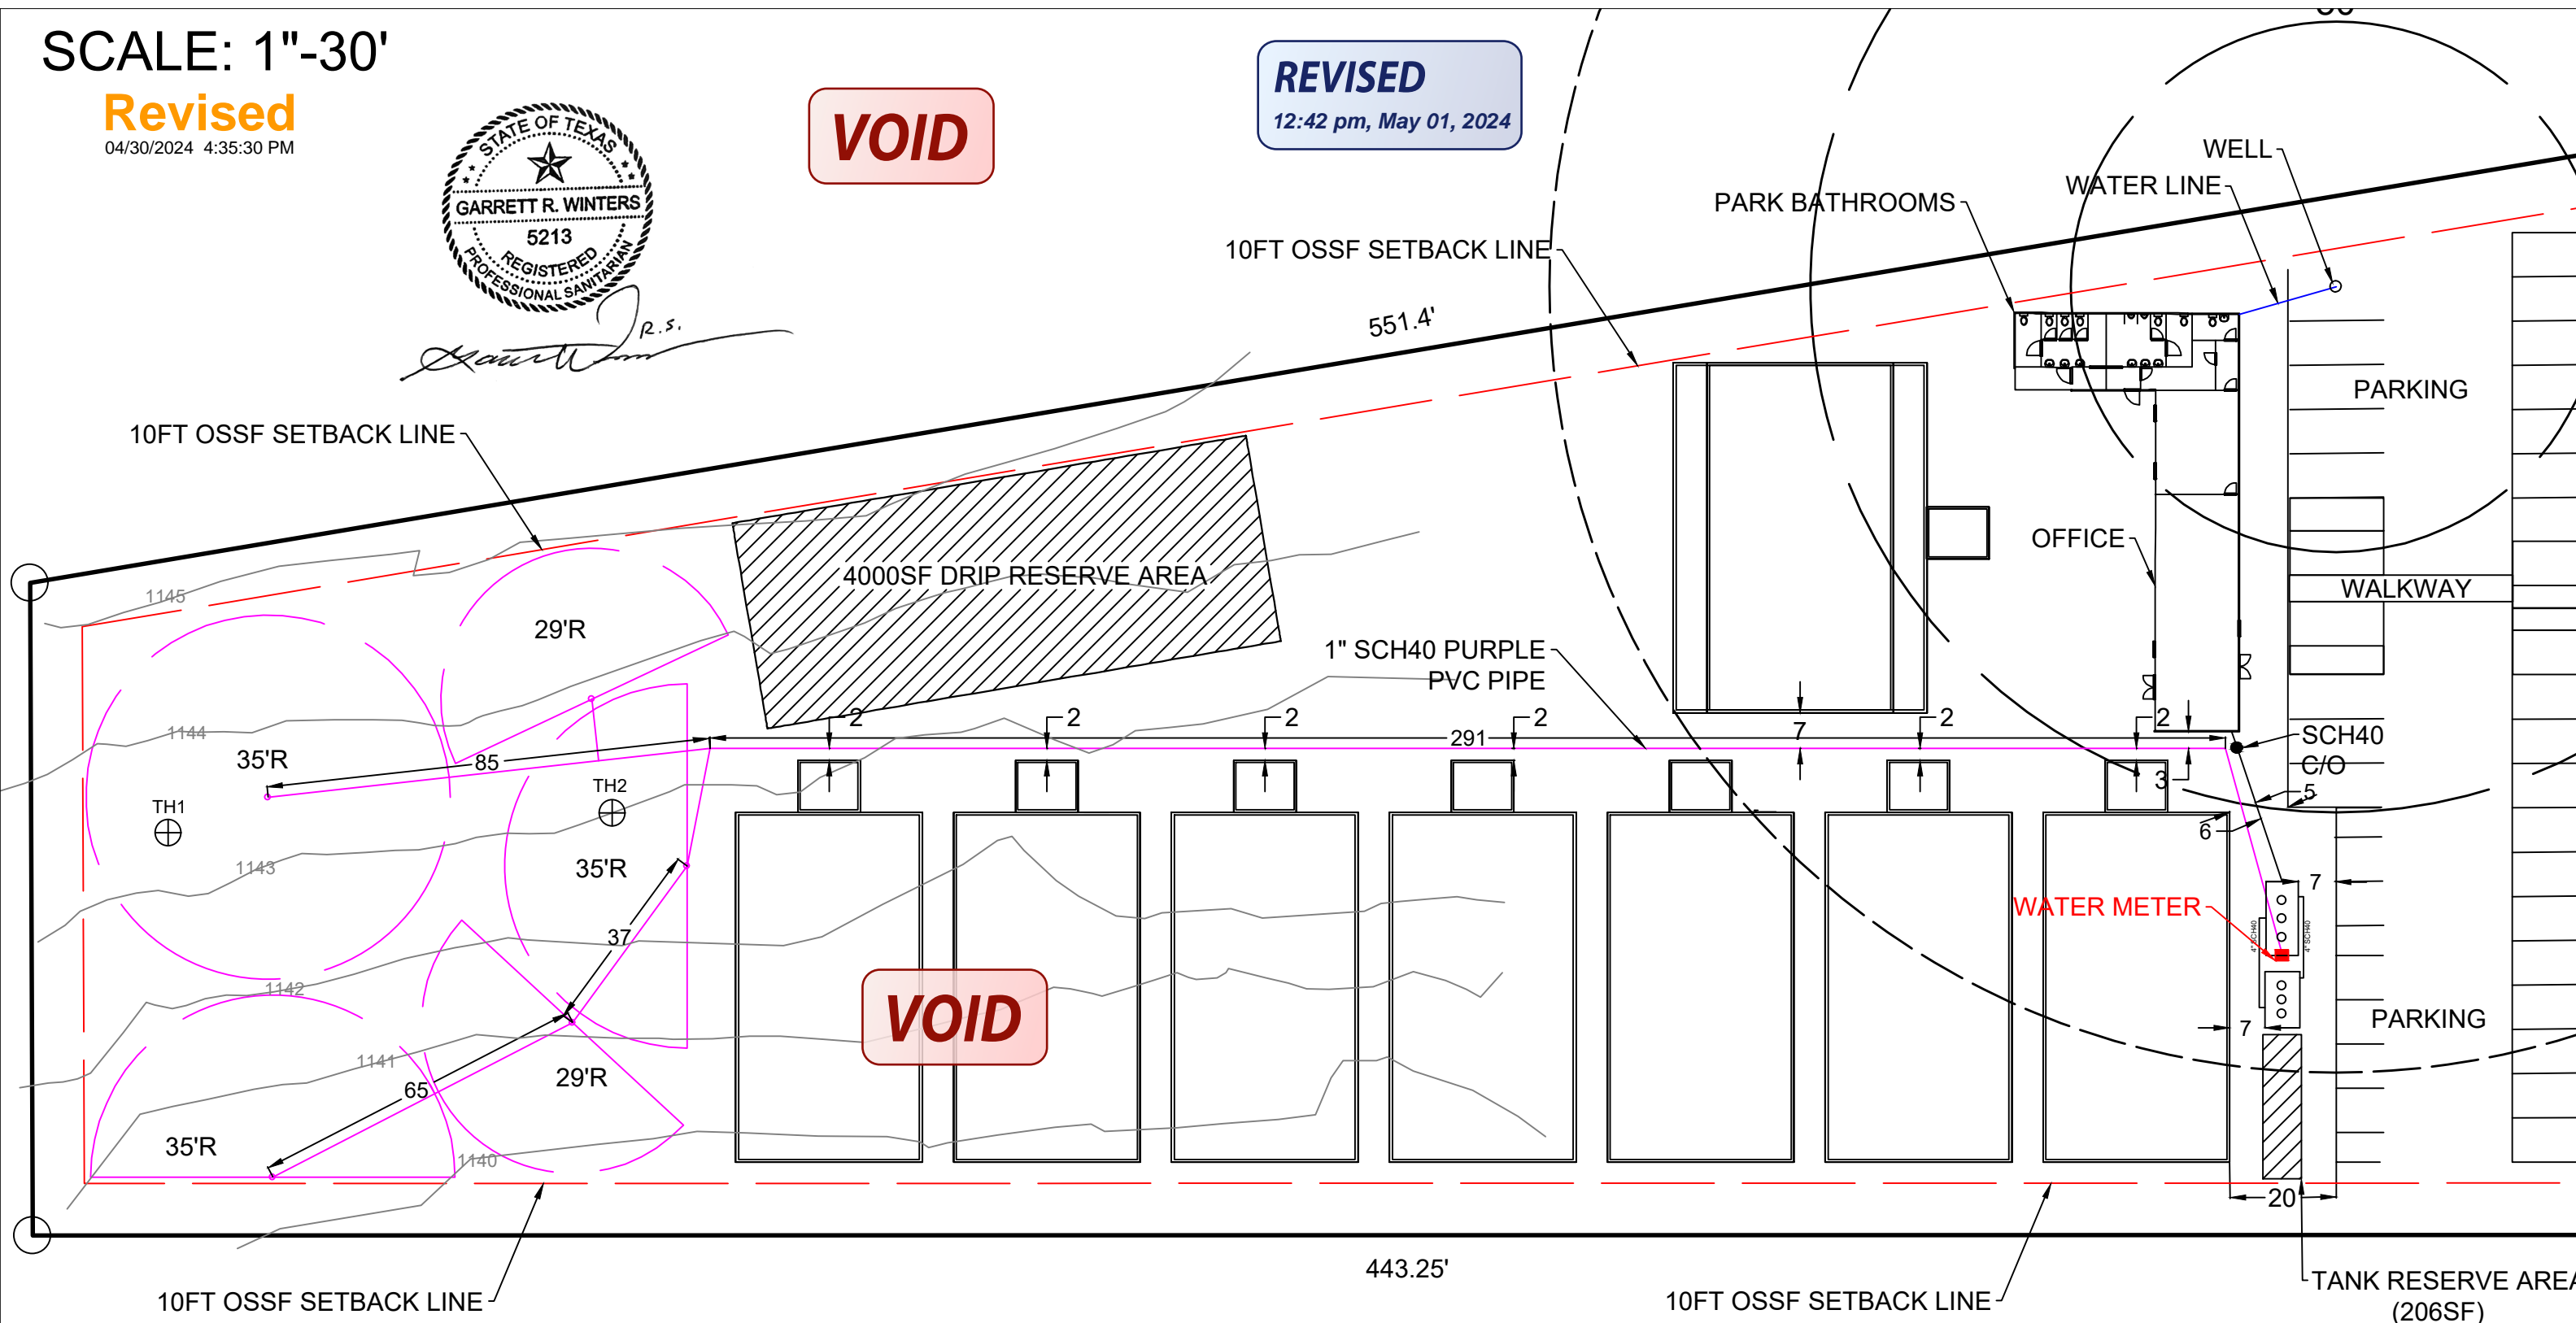 SCALE: 1"-30'
Revised
04/30/2024 4:35:30 PM
STATE OF TEXAS
GARRETT R. WINTERS
5213
REGISTERED
PROFESSIONAL SANITARIAN
R.S.
VOID
REVISED
12:42 pm, May 01, 2024
WELL
WATER LINE
PARK BATHROOMS
10FT OSSF SETBACK LINE
551.4'
PARKING
10FT OSSF SETBACK LINE
OFFICE
4000SF DRIP RESERVE AREA
WALKWAY
1145
29'R
1" SCH40 PURPLE
PVC PIPE
2
2
2
2
7
2
2
1144
291
SCH40
C/O
35'R
85
3
TH1
TH2
5
6
1143
35'R
7
WATER METER
37
4" SCH40
4" SCH40
1142
VOID
7
PARKING
1141
29'R
65
35'R
1140
20
443.25'
10FT OSSF SETBACK LINE
10FT OSSF SETBACK LINE
TANK RESERVE AREA
(206SF)